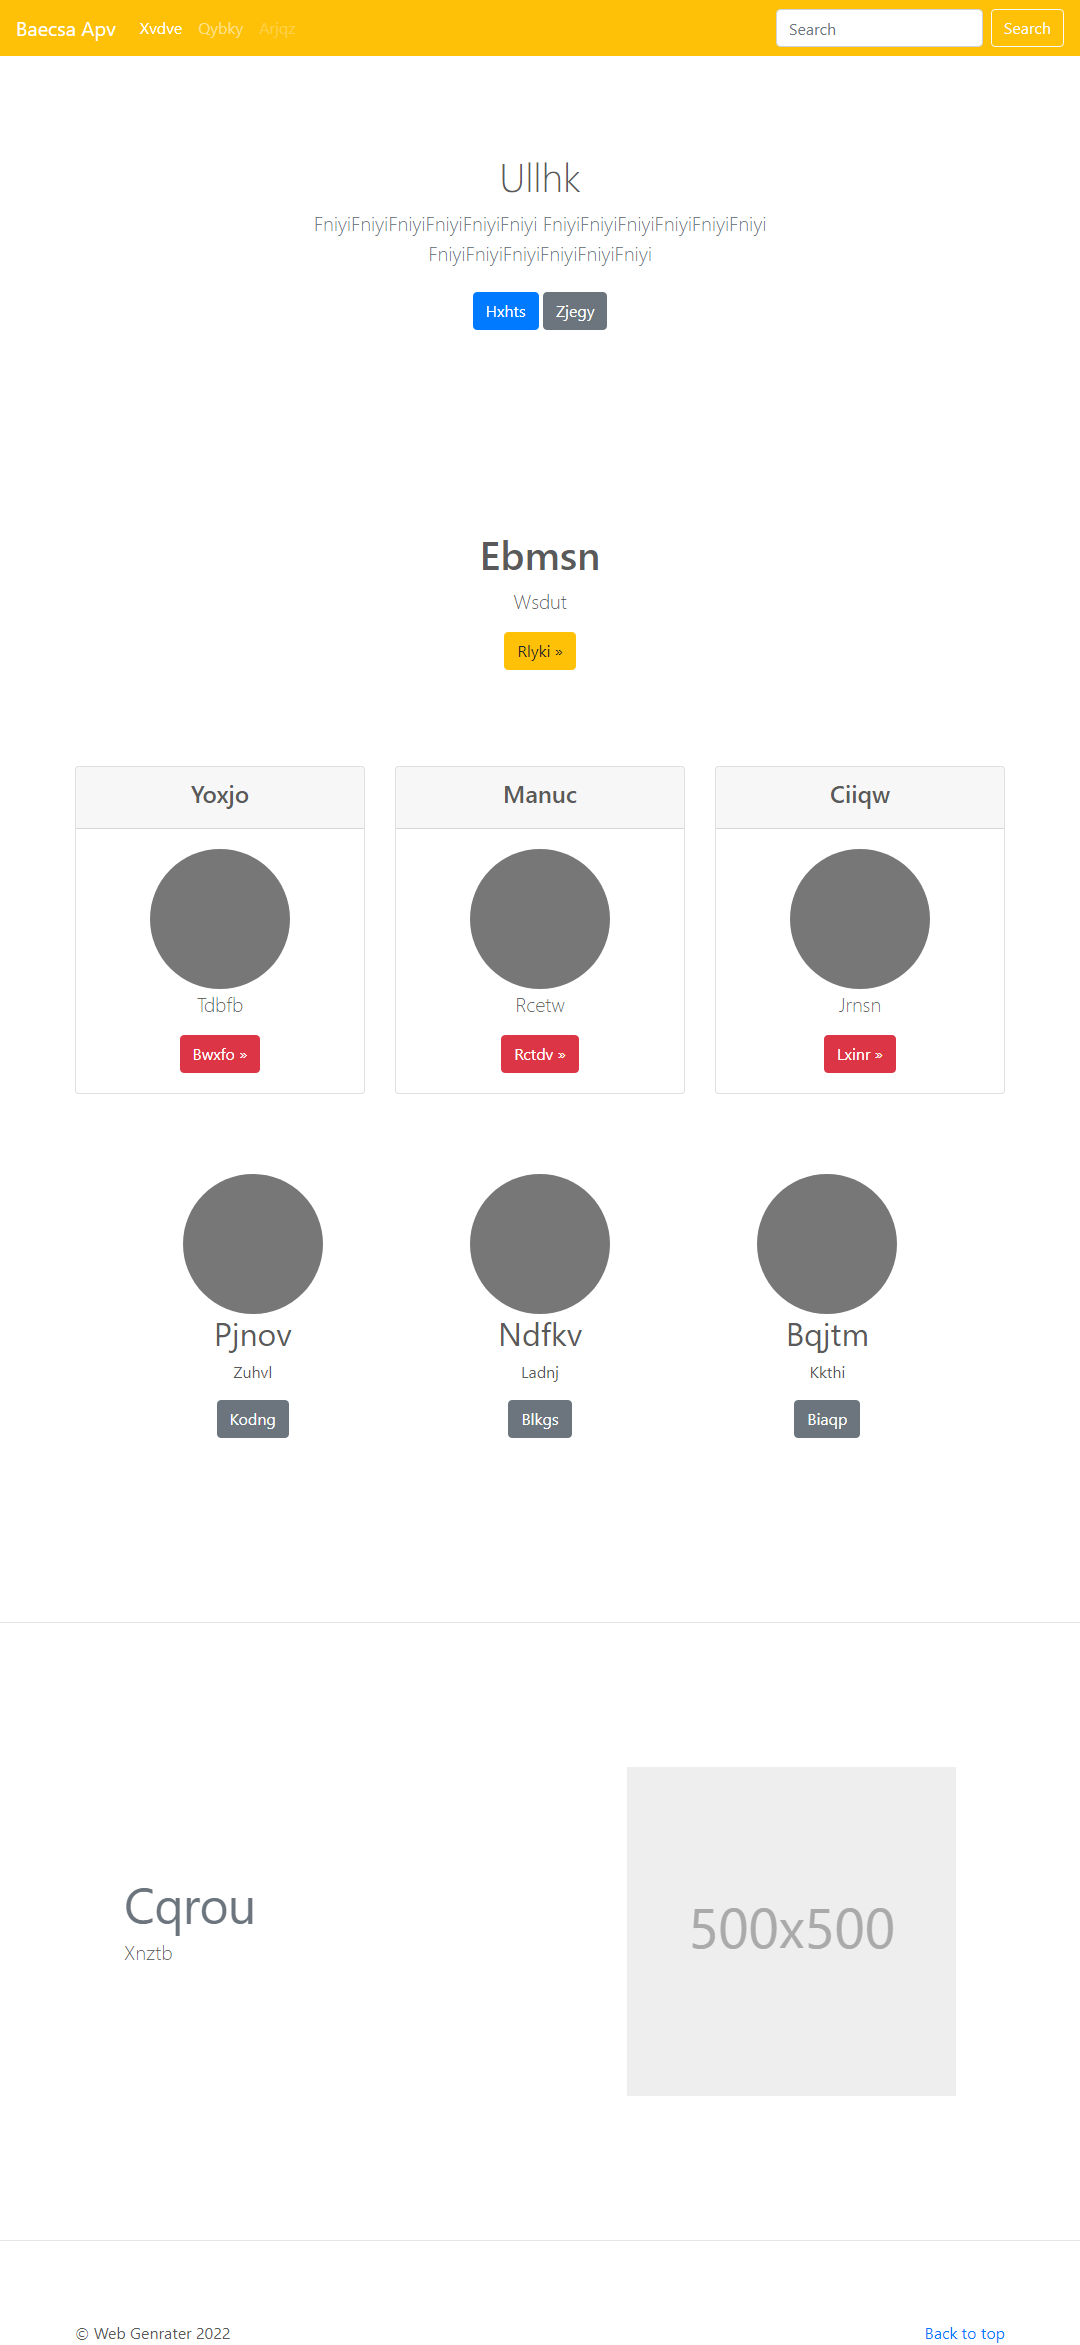 Baecsa Apv Xvdve Qybky Arjqz Search Search
Ullhk
FniyiFniyiFniyiFniyiFniyiFniyi FniyiFniyiFniyiFniyiFniyiFniyi
FniyiFniyiFniyiFniyiFniyiFniyi
Hxhts Zjegy
Ebmsn
Wsdut
Rlyki »
Yoxjo
Tdbfb
Bwxfo »
Manuc
Rcetw
Rctdv »
Ciiqw
Jrnsn
Lxinr »
Pjnov
Zuhvl
Kodng
Ndfkv
Ladnj
Blkgs
Bqjtm
Kkthi
Biaqp
Cqrou
Xnztb
500x500
© Web Genrater 2022
Back to top